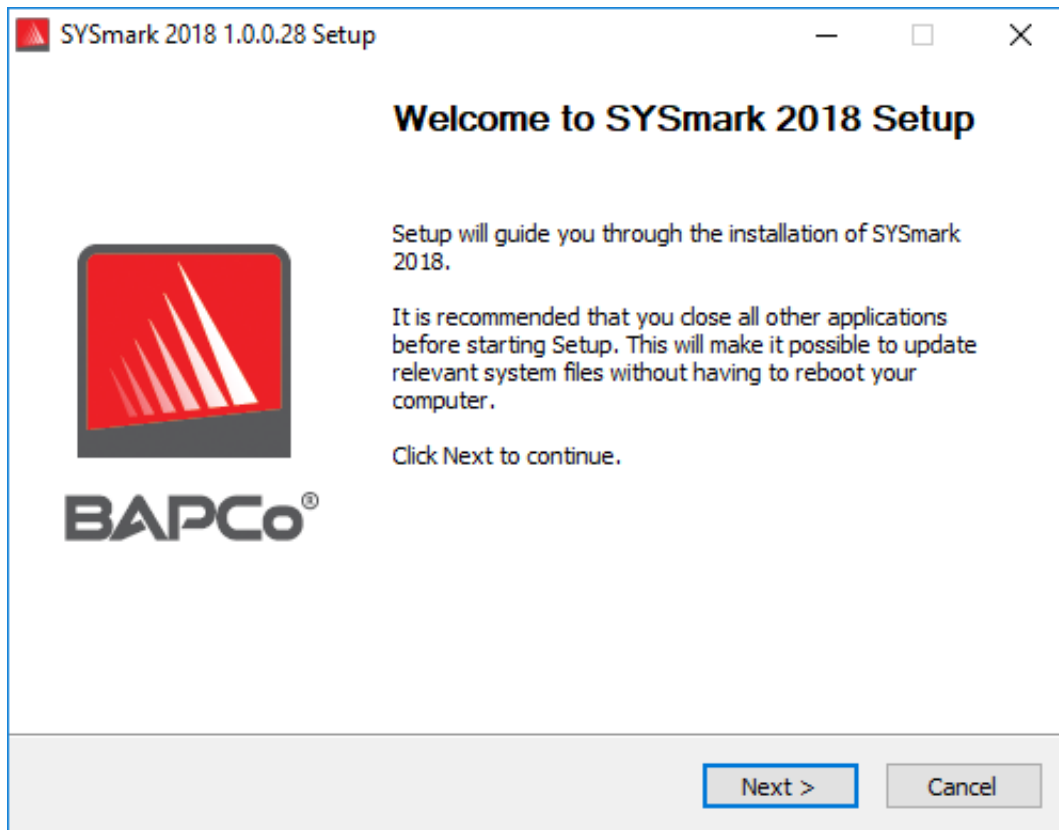 SYSmark 2018 1.0.0.28 Setup
Welcome to SYSmark 2018 Setup
Setup will guide you through the installation of SYSmark
2018.
It is recommended that you close all other applications
before starting Setup. This will make it possible to update
relevant system files without having to reboot your
computer.
Click Next to continue.
BAPCo®
Next >
Cancel